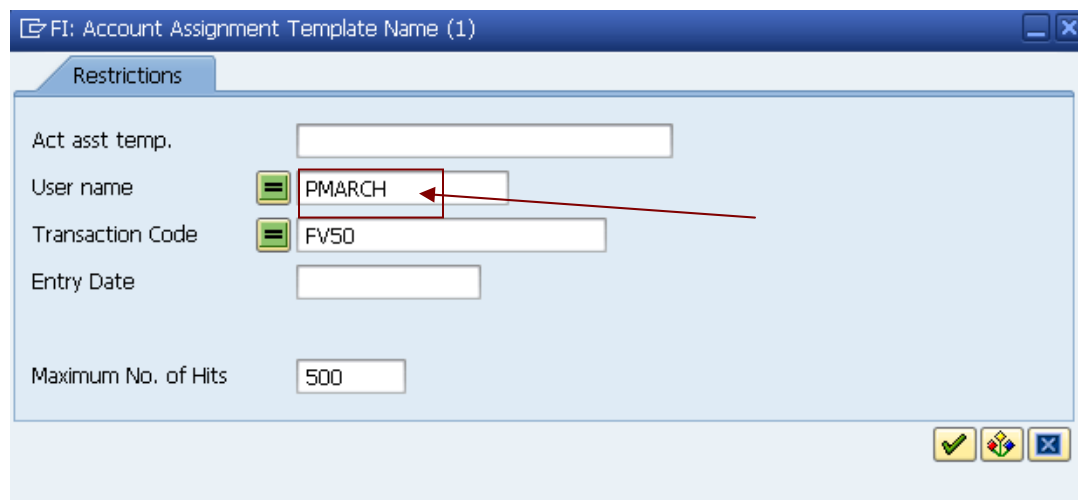 FI: Account Assignment Template Name (1)
Restrictions
Act asst temp.
User name PMARCH
Transaction Code FV50
Entry Date
Maximum No. of Hits 500